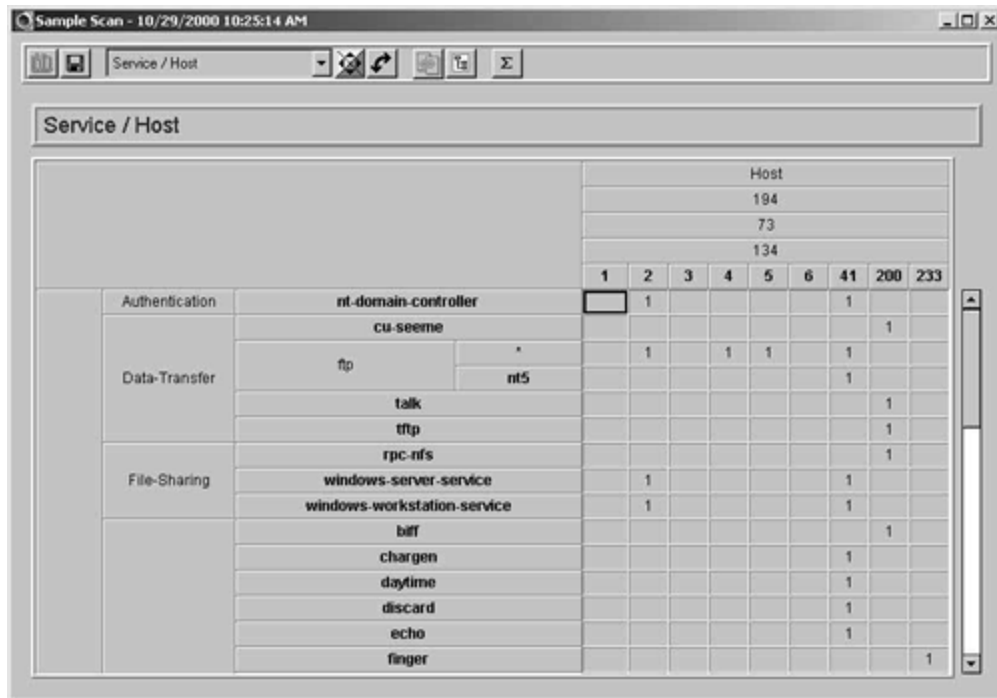 Sample Scan - 10/29/2000 10:25:14 AM
Service / Host
Service / Host
Host
194
73
134
1 2 3 4 5 6 41 200 233
Authentication nt-domain-controller 1 1
cu-seeme 1
Data-Transfer ftp * 1 1 1 1
nt5 1
talk 1
tftp 1
File-Sharing rpc-nfs 1
windows-server-service 1 1
windows-workstation-service 1 1
biff 1
chargen 1
daytime 1
discard 1
echo 1
finger 1